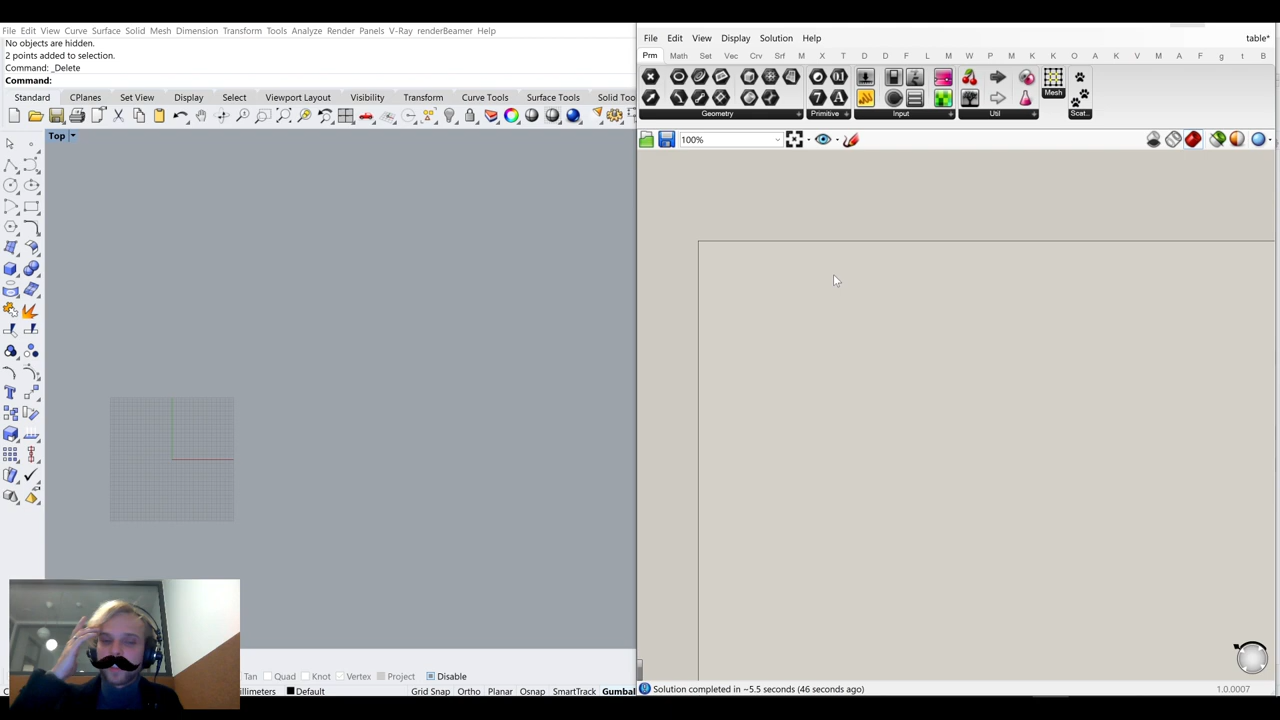 File Edit View Curve Surface Solid Mesh Dimension Transform Tools Analyze Render Panels V-Ray renderBeamer Help
No objects are hidden.
2 points added to selection.
Command: _Delete
Command:
Standard CPlanes Set View Display Select Viewport Layout Visibility Transform Curve Tools Surface Tools Solid Too
Top
Tan Quad Knot Vertex Project Disable
illimeters Default Grid Snap Ortho Planar Osnap SmartTrack Gumbal
File Edit View Display Solution Help table*
Prm Math Set Vec Crv Srf M X T D D F L M W P M K K V M K O A K A F g t B
Geometry Primitive Input Util Mesh Scat...
100%
Solution completed in ~5.5 seconds (46 seconds ago) 1.0.0007